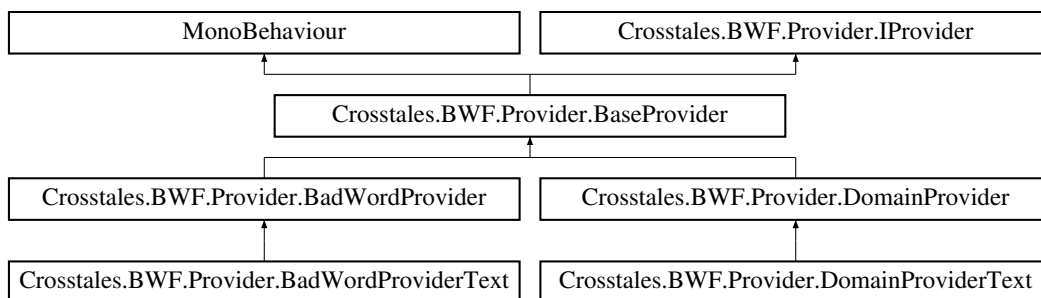 MonoBehaviour
Crosstales.BWF.Provider.IProvider
Crosstales.BWF.Provider.BaseProvider
Crosstales.BWF.Provider.BadWordProvider
Crosstales.BWF.Provider.DomainProvider
Crosstales.BWF.Provider.BadWordProviderText
Crosstales.BWF.Provider.DomainProviderText